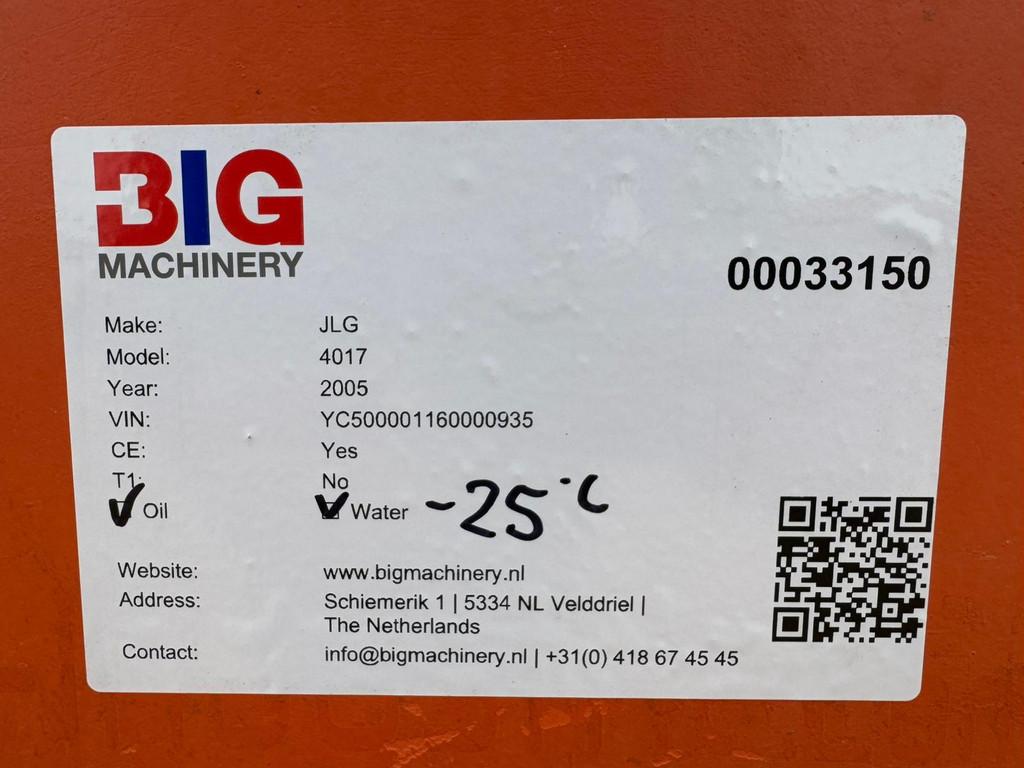 BIG
MACHINERY
00033150
Make: JLG
Model: 4017
Year: 2005
VIN: YC500001160000935
CE: Yes
T1: No
Oil Water -25°C
Website: www.bigmachinery.nl
Address: Schiemerik 1 | 5334 NL Velddriel |
The Netherlands
Contact: info@bigmachinery.nl | +31(0) 418 67 45 45